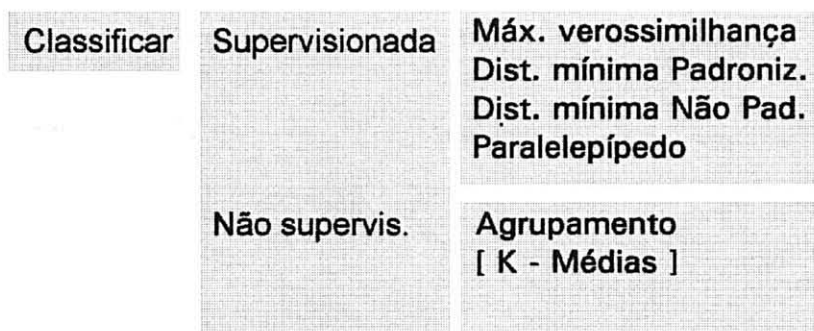 Classificar
Supervisionada
Máx. verossimilhança
Dist. mínima Padroniz.
Dist. mínima Não Pad.
Paralelepípedo
Não supervis.
Agrupamento
[ K - Médias ]